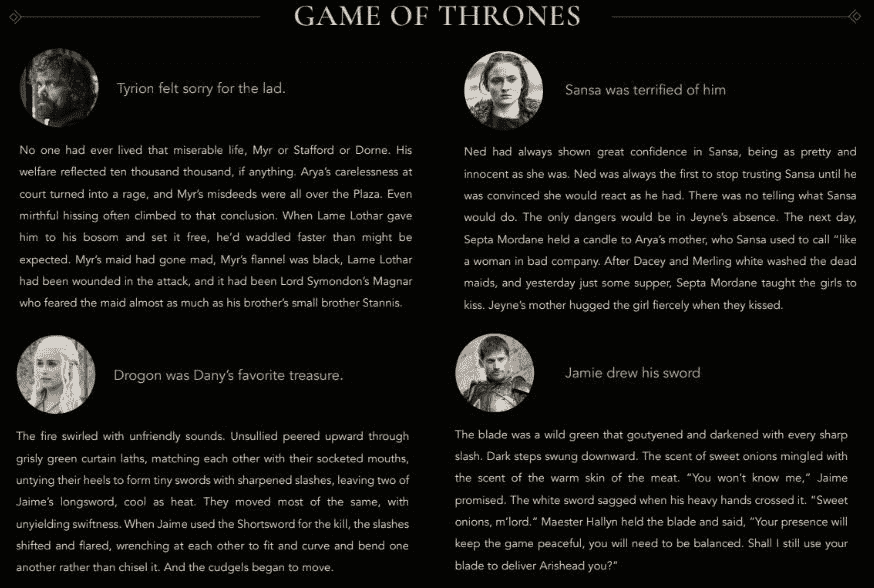 GAME OF THRONES
Tyrion felt sorry for the lad.
No one had ever lived that miserable life, Myr or Stafford or Dorne. His
welfare reflected ten thousand thousand, if anything. Arya's carelessness at
court turned into a rage, and Myr's misdeeds were all over the Plaza. Even
mirthful hissing often climbed to that conclusion. When Lame Lothar gave
him to his bosom and set it free, he'd waddled faster than might be
expected. Myr's maid had gone mad, Myr's flannel was black, Lame Lothar
had been wounded in the attack, and it had been Lord Symondon's Magnar
who feared the maid almost as much as his brother's small brother Stannis.
Sansa was terrified of him
Ned had always shown great confidence in Sansa, being as pretty and
innocent as she was. Ned was always the first to stop trusting Sansa until he
was convinced she would react as he had. There was no telling what Sansa
would do. The only dangers would be in Jeyne's absence. The next day,
Septa Mordane held a candle to Arya's mother, who Sansa used to call “like
a woman in bad company. After Dacey and Merling white washed the dead
maids, and yesterday just some supper, Septa Mordane taught the girls to
kiss. Jeyne's mother hugged the girl fiercely when they kissed.
Drogon was Dany's favorite treasure.
The fire swirled with unfriendly sounds. Unsullied peered upward through
grisly green curtain laths, matching each other with their socketed mouths,
untying their heels to form tiny swords with sharpened slashes, leaving two of
Jaime's longsword, cool as heat. They moved most of the same, with
unyielding swiftness. When Jaime used the Shortsword for the kill, the slashes
shifted and flared, wrenching at each other to fit and curve and bend one
another rather than chisel it. And the cudgels began to move.
Jamie drew his sword
The blade was a wild green that goutyened and darkened with every sharp
slash. Dark steps swung downward. The scent of sweet onions mingled with
the scent of the warm skin of the meat. “You won't know me,” Jaime
promised. The white sword sagged when his heavy hands crossed it. “Sweet
onions, m'lord.” Maester Hallyn held the blade and said, “Your presence will
keep the game peaceful, you will need to be balanced. Shall I still use your
blade to deliver Arishead you?”